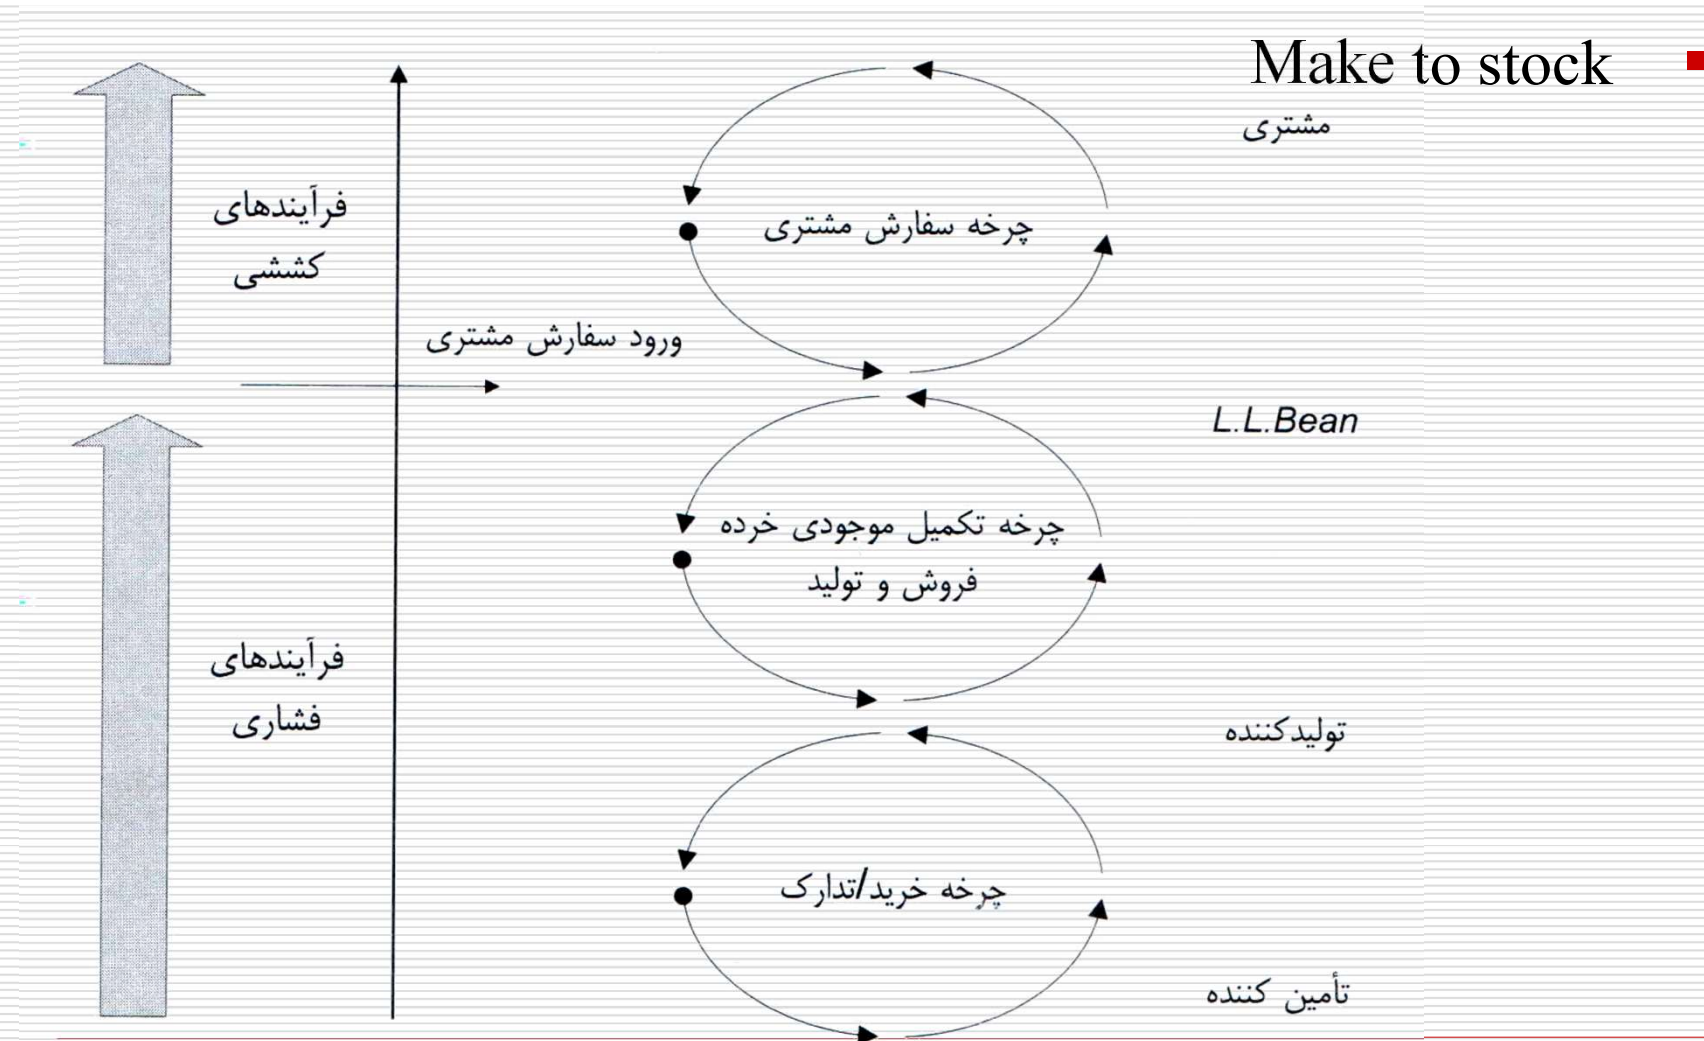 Make to stock
مشتری
فرآیندهای
کششی
چرخه سفارش مشتری
ورود سفارش مشتری
L.L.Bean
چرخه تکمیل موجودی خرده
فروش و تولید
فرآیندهای
فشاری
تولیدکننده
چرخه خرید/تدارک
تأمین کننده